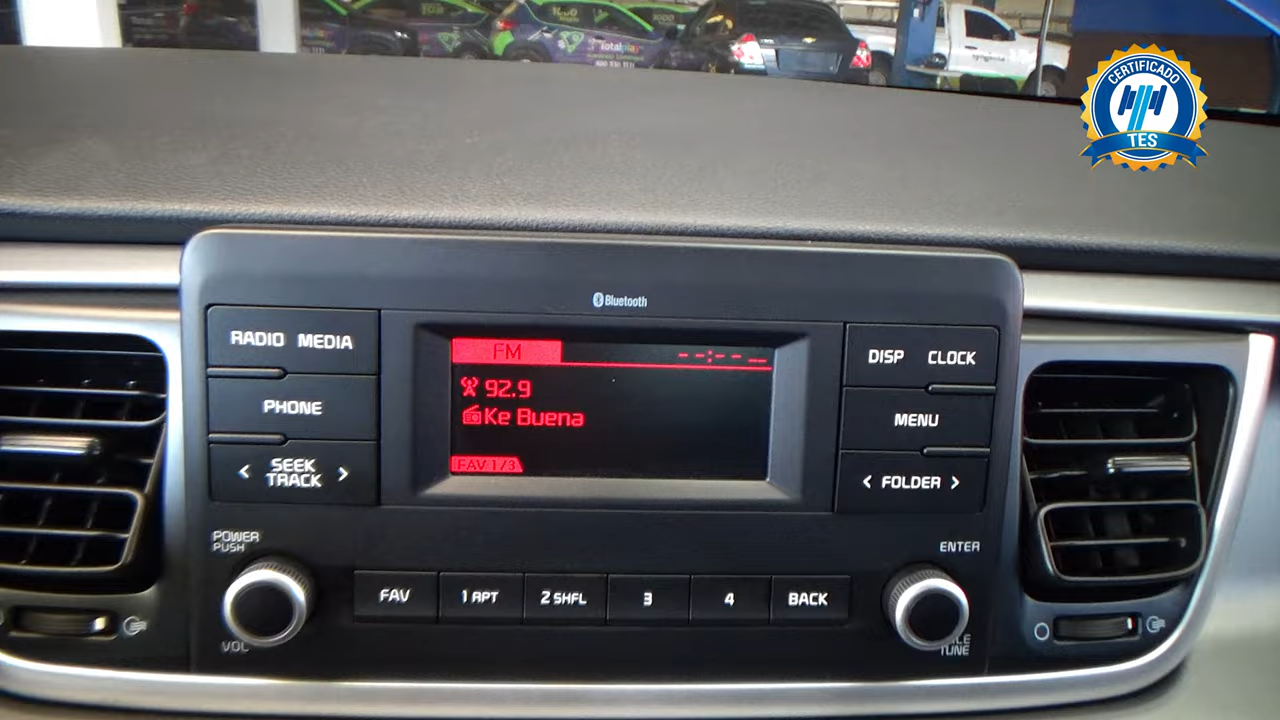 Totalplay
CERTIFICADO
TES
Bluetooth
RADIO MEDIA
PHONE
< SEEK >
TRACK
FM
--:-- --
92.9
Ke Buena
FAV 1/3
DISP CLOCK
MENU
< FOLDER >
POWER
PUSH
VOL
FAV
1 RPT
2 SHFL
3
4
BACK
ENTER
TUNE